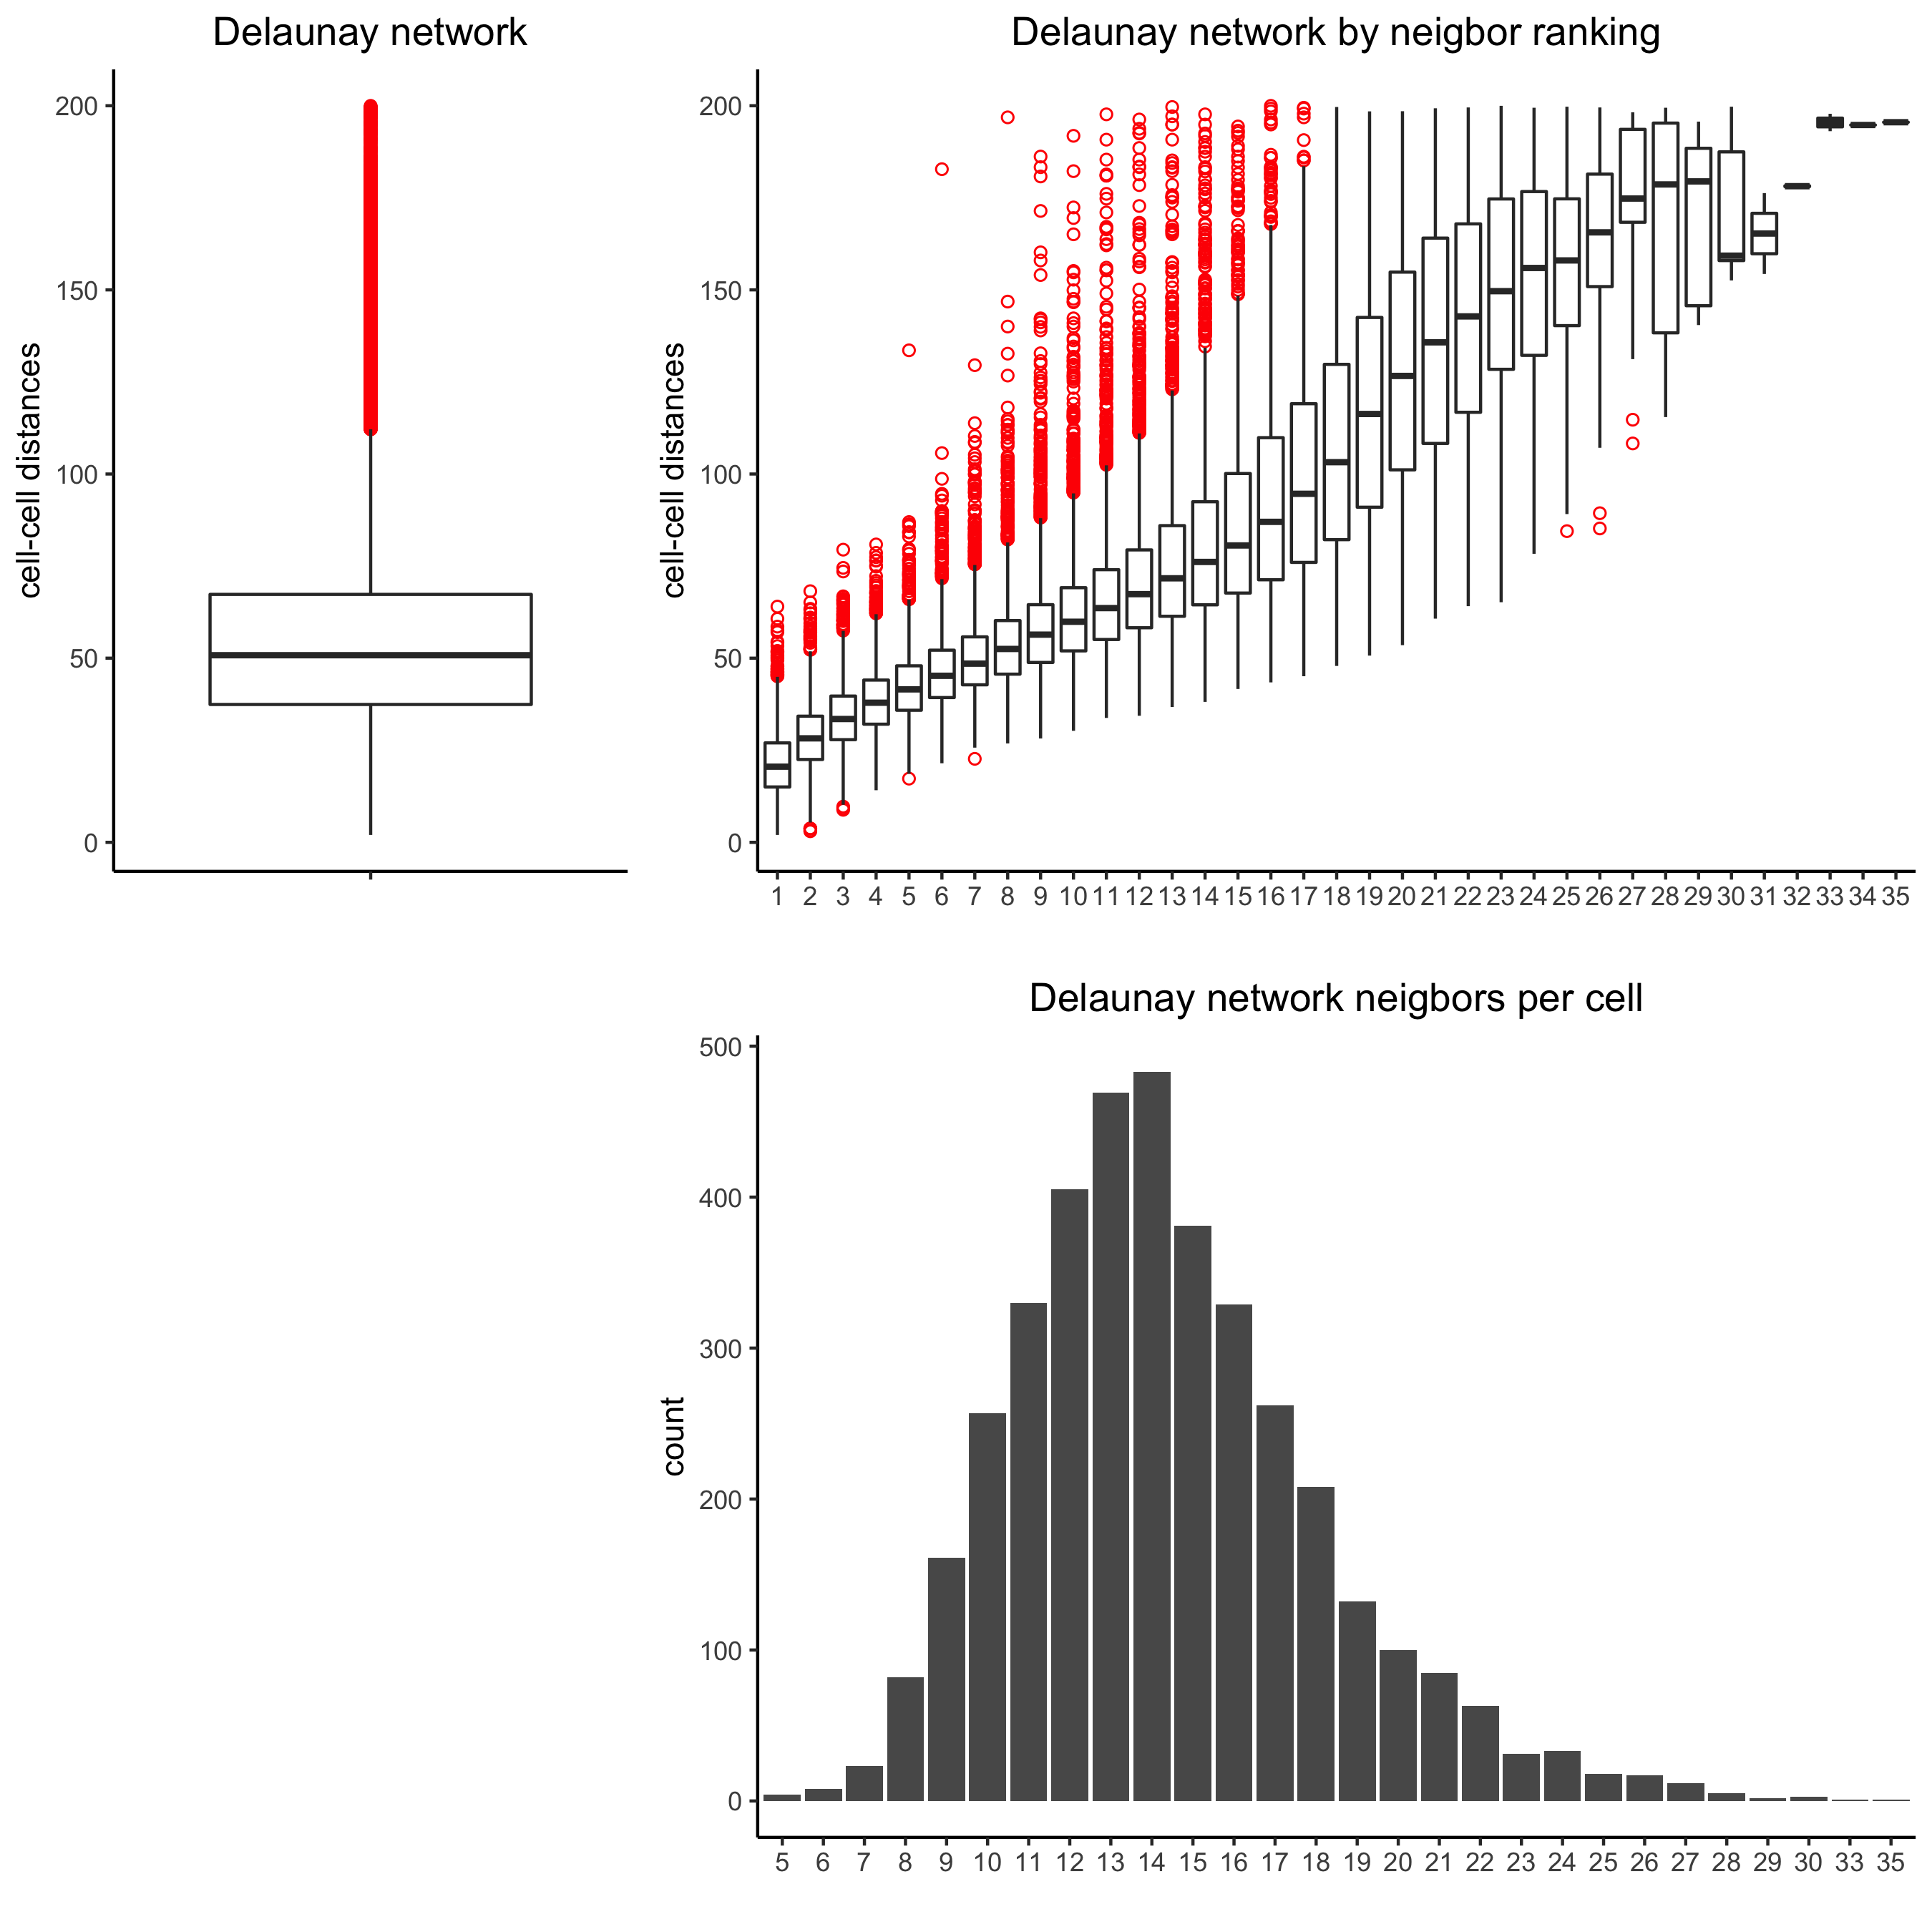 Delaunay network
cell-cell distances
200
150
100
50
0
Delaunay network by neigbor ranking
cell-cell distances
200
150
100
50
0
1 2 3 4 5 6 7 8 9 10 11 12 13 14 15 16 17 18 19 20 21 22 23 24 25 26 27 28 29 30 31 32 33 34 35
Delaunay network neigbors per cell
count
500
400
300
200
100
0
5 6 7 8 9 10 11 12 13 14 15 16 17 18 19 20 21 22 23 24 25 26 27 28 29 30 33 35